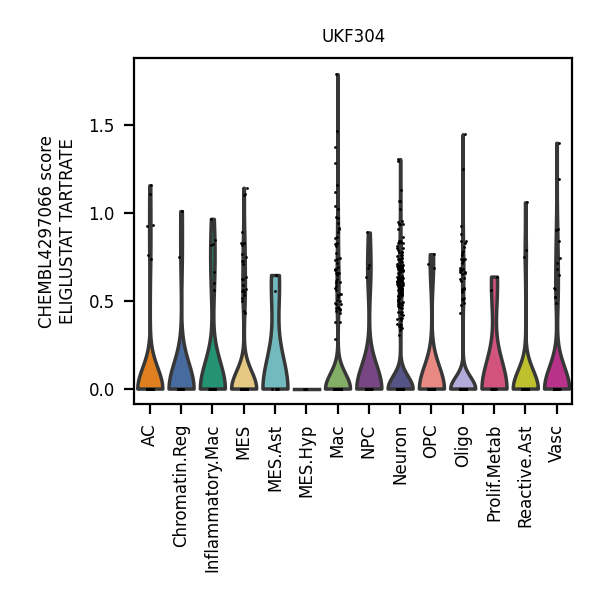 UKF304
CHEMBL4297066 score
ELIGLUSTAT TARTRATE
1.5
1.0
0.5
0.0
AC
Chromatin.Reg
Inflammatory.Mac
MES
MES.Ast
MES.Hyp
Mac
NPC
Neuron
OPC
Oligo
Prolif.Metab
Reactive.Ast
Vasc